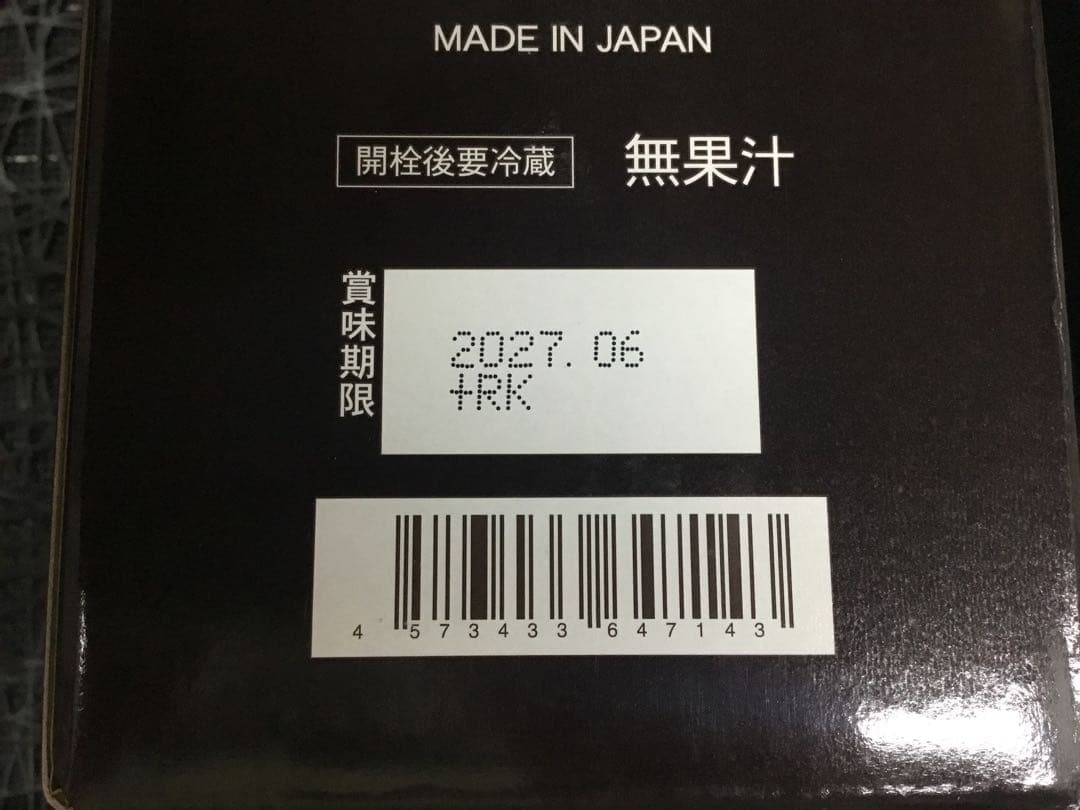 MADE IN JAPAN
開栓後要冷蔵 無果汁
賞味期限
2027. 06
+RK
4 573433 647143